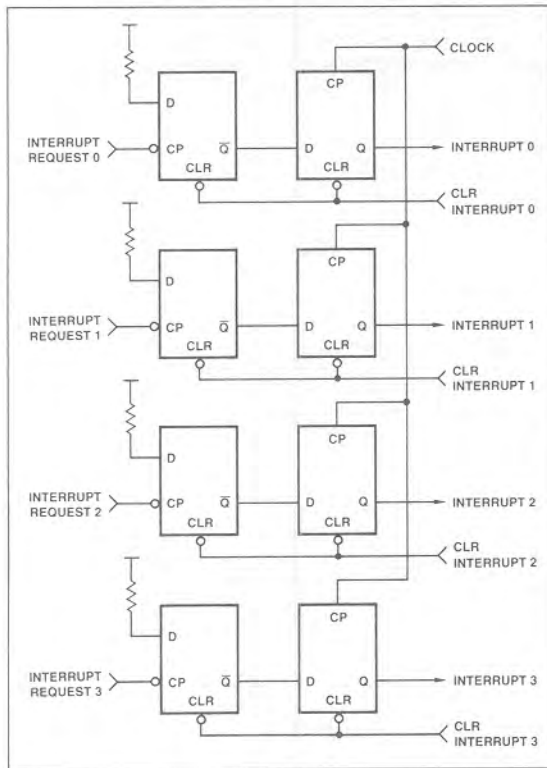 CLOCK
CP
D
INTERRUPT
REQUEST 0
CP
Q̅
D
Q
INTERRUPT 0
CLR
CLR
CLR
INTERRUPT 0
CP
D
INTERRUPT
REQUEST 1
CP
Q̅
D
Q
INTERRUPT 1
CLR
CLR
CLR
INTERRUPT 1
CP
D
INTERRUPT
REQUEST 2
CP
Q̅
D
Q
INTERRUPT 2
CLR
CLR
CLR
INTERRUPT 2
CP
D
INTERRUPT
REQUEST 3
CP
Q̅
D
Q
INTERRUPT 3
CLR
CLR
CLR
INTERRUPT 3